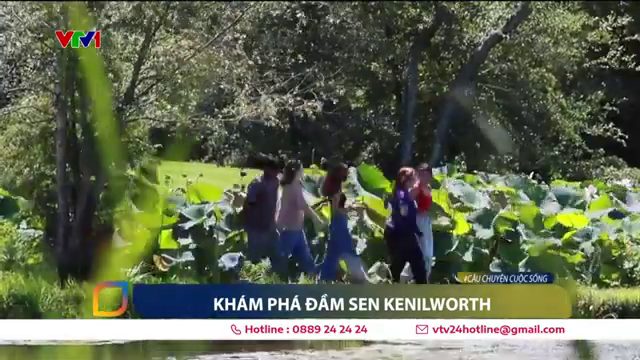 VTV1
#CÂU CHUYỆN CUỘC SỐNG
KHÁM PHÁ ĐẦM SEN KENILWORTH
Hotline : 0889 24 24 24
vtv24hotline@gmail.com